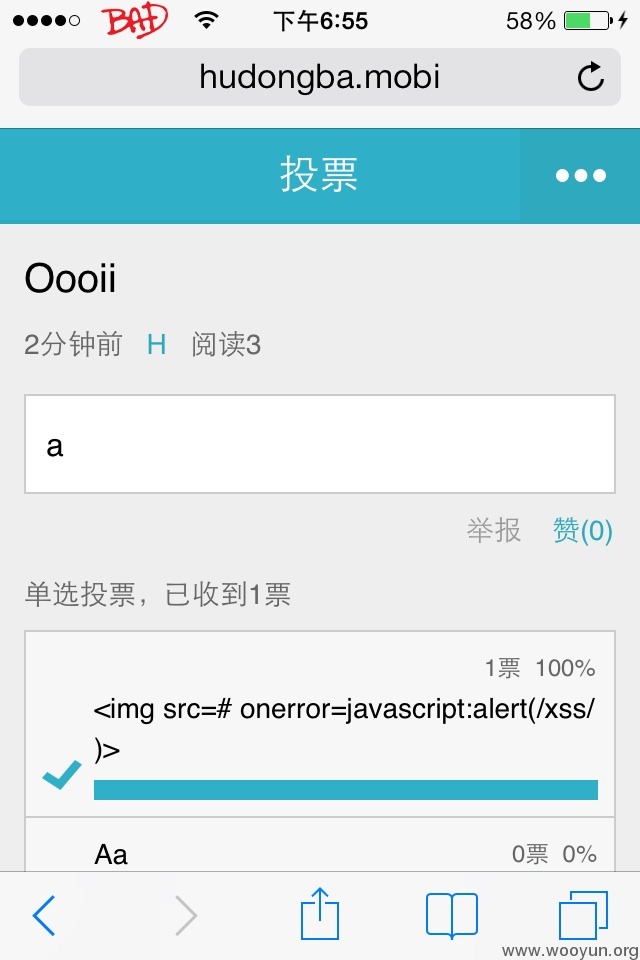 BAD 下午6:55 58%
hudongba.mobi
投票
Oooii
2分钟前 H 阅读3
a
举报 赞(0)
单选投票，已收到1票
1票 100%
<img src=# onerror=javascript:alert(/xss/
)>
Aa 0票 0%
www.wooyun.org